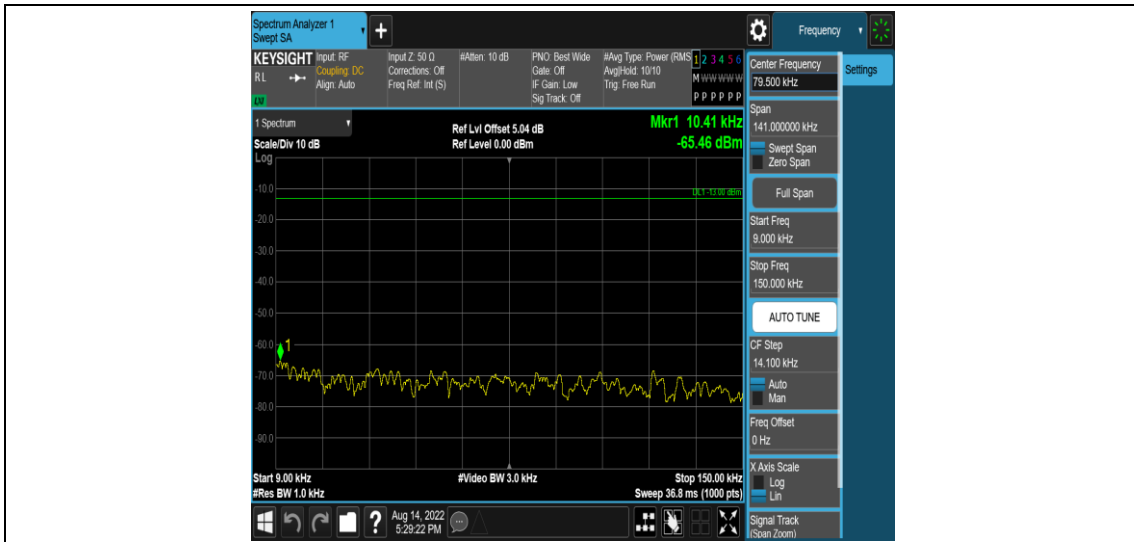 Spectrum Analyzer 1
Swept SA
Frequency
KEYSIGHT
RL
LXI
Input: RF
Coupling: DC
Align: Auto
Input Z: 50 Ω
Corrections: Off
Freq Ref: Int (S)
#Atten: 10 dB
PNO: Best Wide
Gate: Off
IF Gain: Low
Sig Track: Off
#Avg Type: Power (RMS
Avg|Hold: 10/10
Trig: Free Run
1 2 3 4 5 6
M W W W W W
P P P P P P
1 Spectrum
Scale/Div 10 dB
Ref Lvl Offset 5.04 dB
Ref Level 0.00 dBm
Mkr1 10.41 kHz
-65.46 dBm
Log
DL1 -13.00 dBm
-10.0
-20.0
-30.0
-40.0
-50.0
-60.0
1
-70.0
-80.0
-90.0
Start 9.00 kHz
#Res BW 1.0 kHz
#Video BW 3.0 kHz
Stop 150.00 kHz
Sweep 36.8 ms (1000 pts)
Aug 14, 2022
5:29:22 PM
Center Frequency
79.500 kHz
Settings
Span
141.000000 kHz
Swept Span
Zero Span
Full Span
Start Freq
9.000 kHz
Stop Freq
150.000 kHz
AUTO TUNE
CF Step
14.100 kHz
Auto
Man
Freq Offset
0 Hz
X Axis Scale
Log
Lin
Signal Track
(Span Zoom)